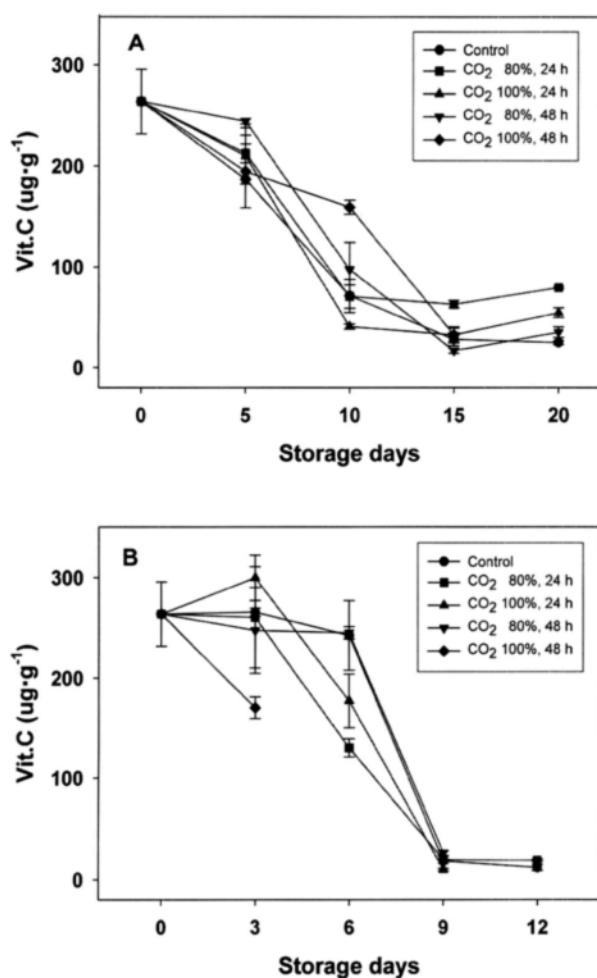 A
Control
CO2 80%, 24 h
CO2 100%, 24 h
CO2 80%, 48 h
CO2 100%, 48 h
300
200
100
0
Vit.C (ug·g-1)
0 5 10 15 20
Storage days
B
Control
CO2 80%, 24 h
CO2 100%, 24 h
CO2 80%, 48 h
CO2 100%, 48 h
300
200
100
0
Vit.C (ug·g-1)
0 3 6 9 12
Storage days